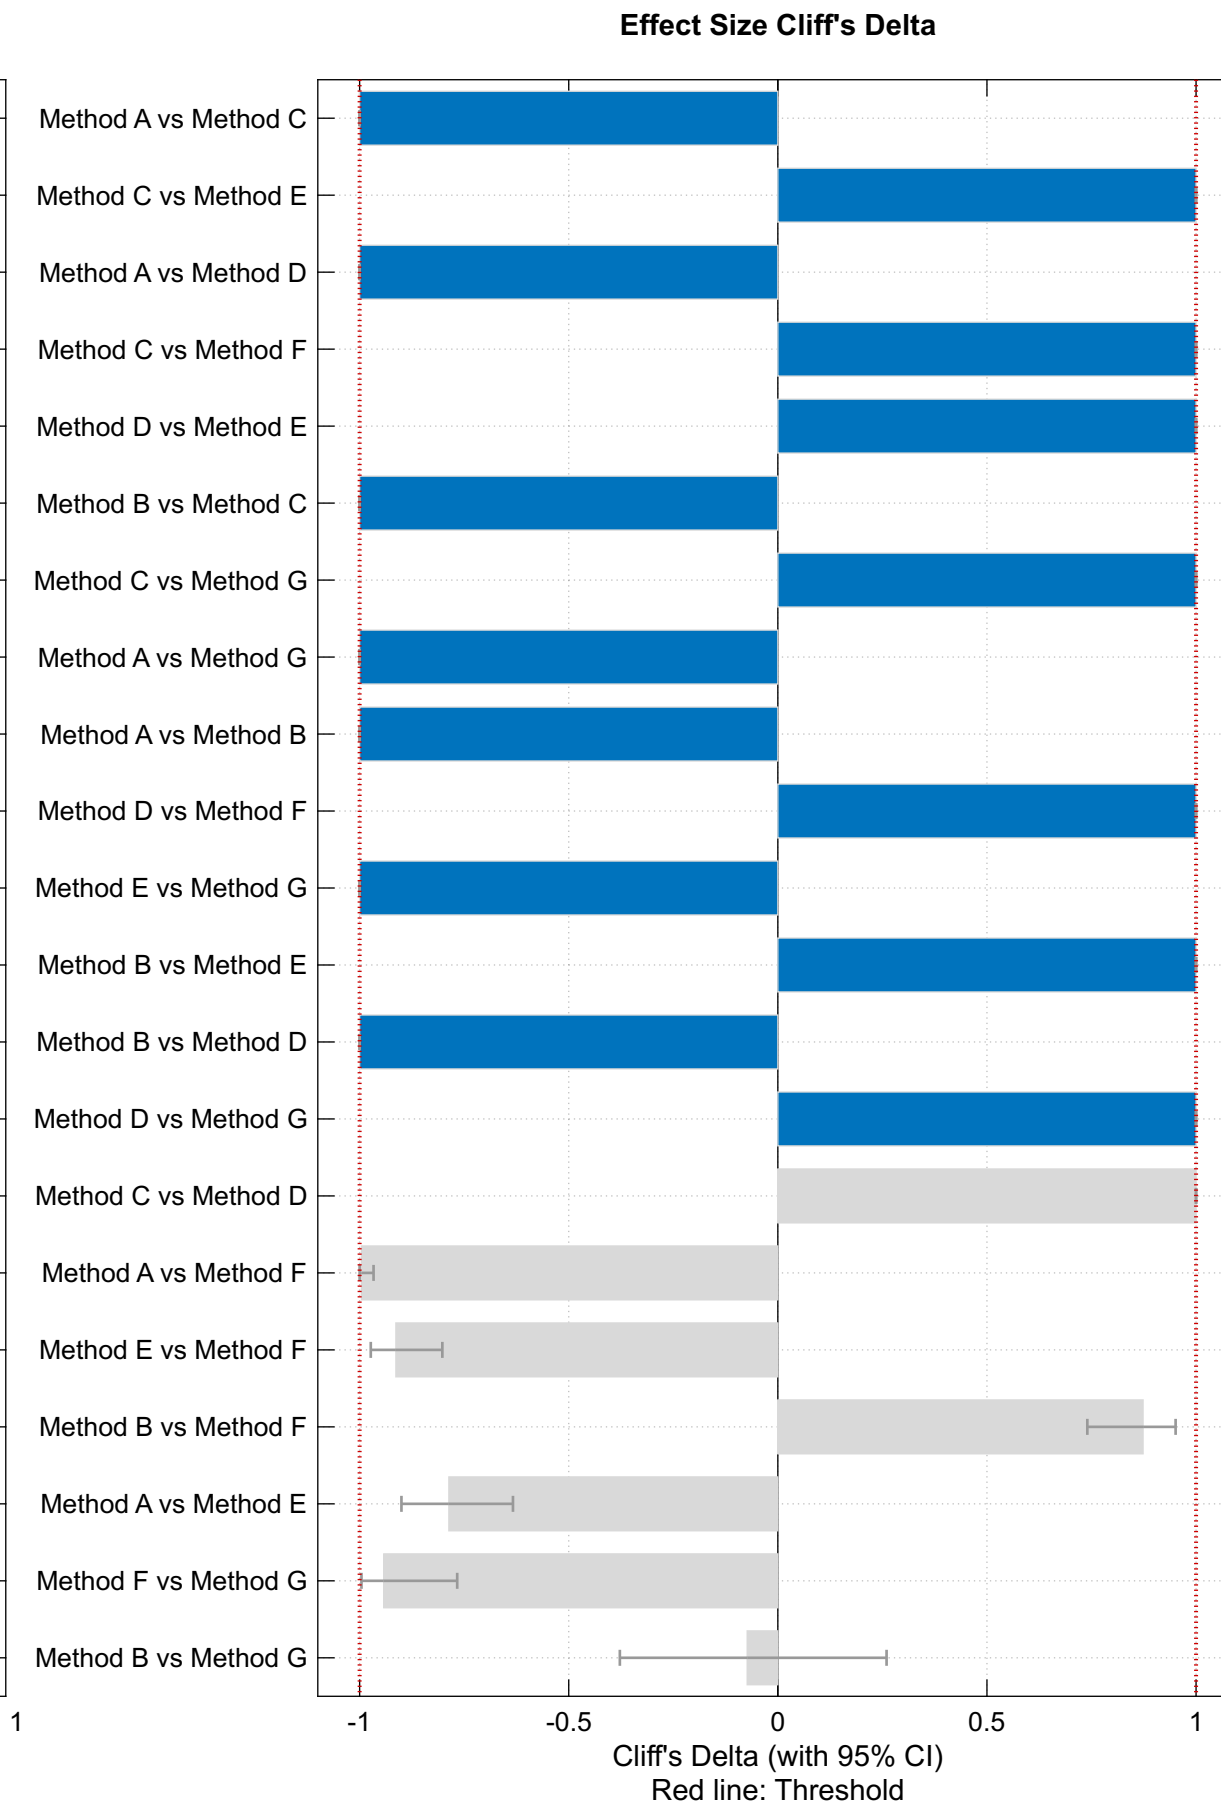 Effect Size Cliff's Delta
Method A vs Method C
Method C vs Method E
Method A vs Method D
Method C vs Method F
Method D vs Method E
Method B vs Method C
Method C vs Method G
Method A vs Method G
Method A vs Method B
Method D vs Method F
Method E vs Method G
Method B vs Method E
Method B vs Method D
Method D vs Method G
Method C vs Method D
Method A vs Method F
Method E vs Method F
Method B vs Method F
Method A vs Method E
Method F vs Method G
Method B vs Method G
1 -1 -0.5 0 0.5 1
Cliff's Delta (with 95% CI)
Red line: Threshold